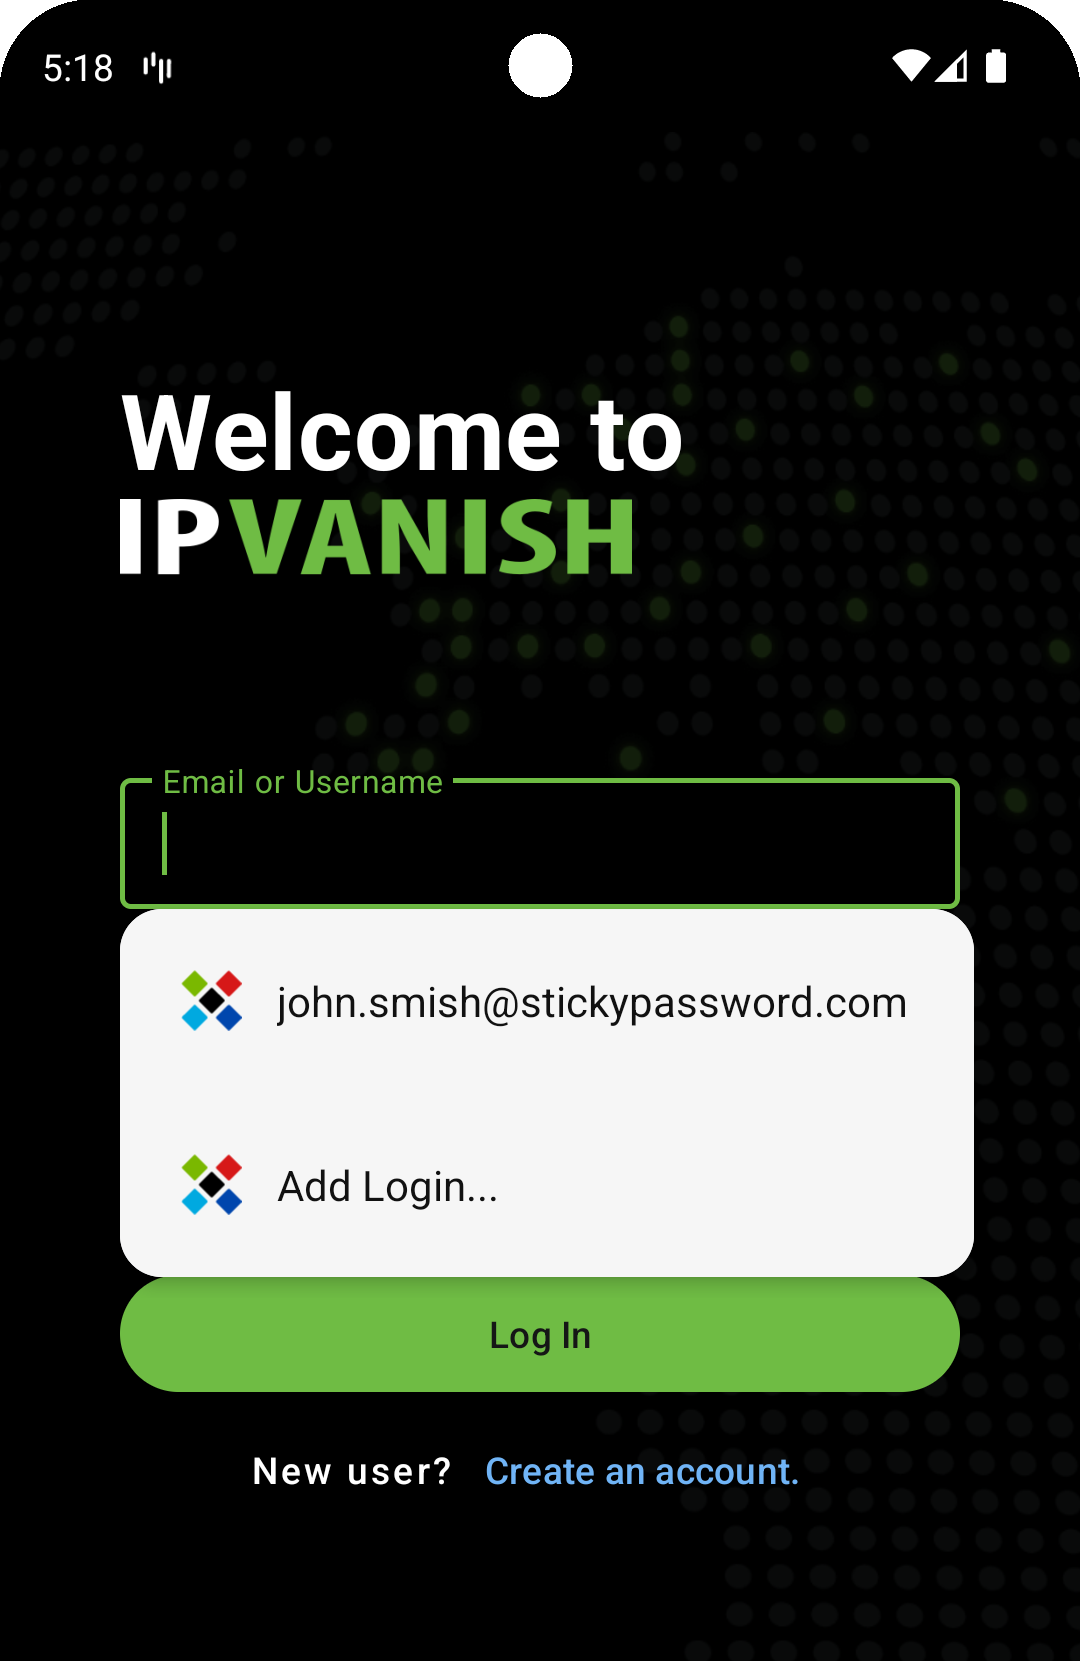 5:18
Welcome to
IPVANISH
Email or Username
john.smish@stickypassword.com
Add Login...
Log In
New user? Create an account.